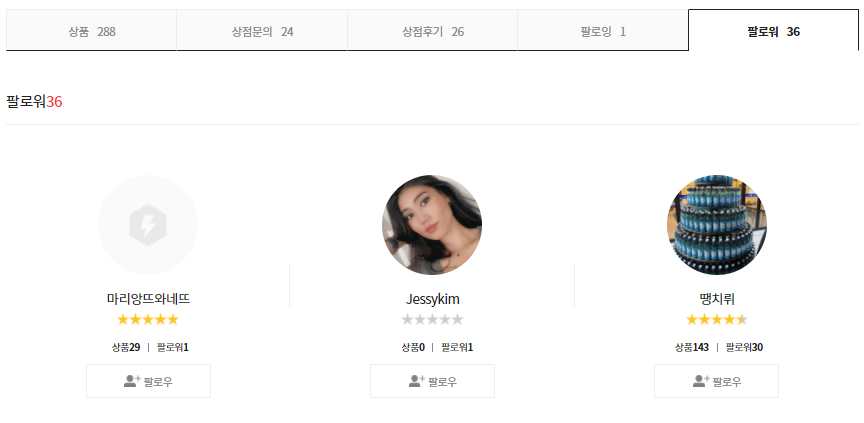 상품 288 상점문의 24 상점후기 26 팔로잉 1 팔로워 36
팔로워36
마리앙뜨와네뜨 Jessykim 땡치뤼
상품29 | 팔로워1 상품0 | 팔로워1 상품143 | 팔로워30
팔로우 팔로우 팔로우